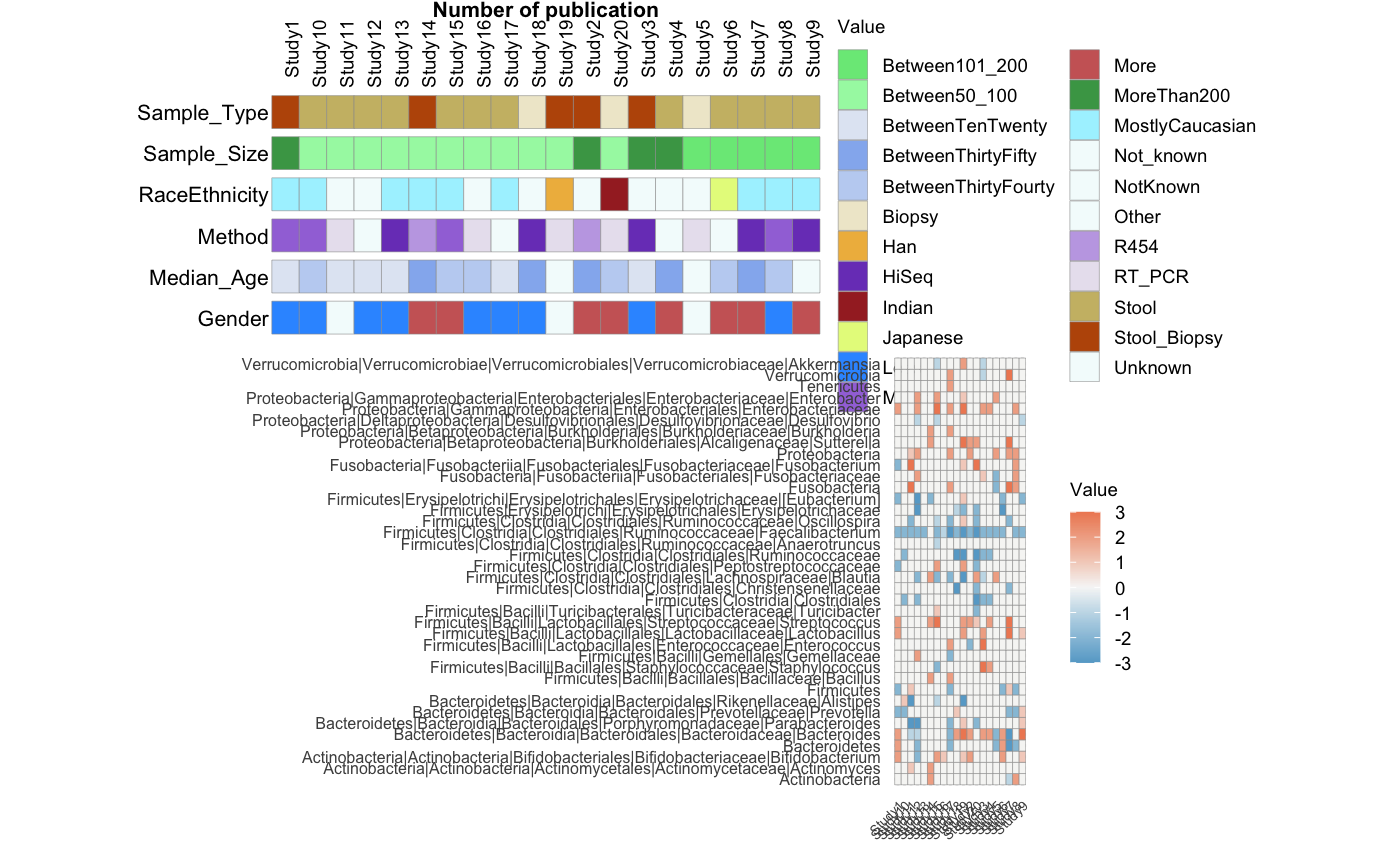 Number of publication
Study1
Study10
Study11
Study12
Study13
Study14
Study15
Study16
Study17
Study18
Study19
Study2
Study20
Study3
Study4
Study5
Study6
Study7
Study8
Study9
Sample_Type
Sample_Size
RaceEthnicity
Method
Median_Age
Gender
Value
Between101_200
Between50_100
BetweenTenTwenty
BetweenThirtyFifty
BetweenThirtyFourty
Biopsy
Han
HiSeq
Indian
Japanese
L
M
More
MoreThan200
MostlyCaucasian
Not_known
NotKnown
Other
R454
RT_PCR
Stool
Stool_Biopsy
Unknown
Verrucomicrobia|Verrucomicrobiae|Verrucomicrobiales|Verrucomicrobiaceae|Akkermansia
Verrucomicrobia
Tenericutes
Proteobacteria|Gammaproteobacteria|Enterobacteriales|Enterobacteriaceae|Enterobacter
Proteobacteria|Gammaproteobacteria|Enterobacteriales|Enterobacteriaceae
Proteobacteria|Deltaproteobacteria|Desulfovibrionales|Desulfovibrionaceae|Desulfovibrio
Proteobacteria|Betaproteobacteria|Burkholderiales|Burkholderiaceae|Burkholderia
Proteobacteria|Betaproteobacteria|Burkholderiales|Alcaligenaceae|Sutterella
Proteobacteria
Fusobacteria|Fusobacteriia|Fusobacteriales|Fusobacteriaceae|Fusobacterium
Fusobacteria|Fusobacteriia|Fusobacteriales|Fusobacteriaceae
Fusobacteria
Firmicutes|Erysipelotrichi|Erysipelotrichales|Erysipelotrichaceae|[Eubacterium]
Firmicutes|Erysipelotrichi|Erysipelotrichales|Erysipelotrichaceae
Firmicutes|Clostridia|Clostridiales|Ruminococcaceae|Oscillospira
Firmicutes|Clostridia|Clostridiales|Ruminococcaceae|Faecalibacterium
Firmicutes|Clostridia|Clostridiales|Ruminococcaceae|Anaerotruncus
Firmicutes|Clostridia|Clostridiales|Ruminococcaceae
Firmicutes|Clostridia|Clostridiales|Peptostreptococcaceae
Firmicutes|Clostridia|Clostridiales|Lachnospiraceae|Blautia
Firmicutes|Clostridia|Clostridiales|Christensenellaceae
Firmicutes|Clostridia|Clostridiales
Firmicutes|Bacilli|Turicibacterales|Turicibacteraceae|Turicibacter
Firmicutes|Bacilli|Lactobacillales|Streptococcaceae|Streptococcus
Firmicutes|Bacilli|Lactobacillales|Lactobacillaceae|Lactobacillus
Firmicutes|Bacilli|Lactobacillales|Enterococcaceae|Enterococcus
Firmicutes|Bacilli|Gemellales|Gemellaceae
Firmicutes|Bacilli|Bacillales|Staphylococcaceae|Staphylococcus
Firmicutes|Bacilli|Bacillales|Bacillaceae|Bacillus
Firmicutes
Bacteroidetes|Bacteroidia|Bacteroidales|Rikenellaceae|Alistipes
Bacteroidetes|Bacteroidia|Bacteroidales|Prevotellaceae|Prevotella
Bacteroidetes|Bacteroidia|Bacteroidales|Porphyromonadaceae|Parabacteroides
Bacteroidetes|Bacteroidia|Bacteroidales|Bacteroidaceae|Bacteroides
Bacteroidetes
Actinobacteria|Actinobacteria|Bifidobacteriales|Bifidobacteriaceae|Bifidobacterium
Actinobacteria|Actinobacteria|Actinomycetales|Actinomycetaceae|Actinomyces
Actinobacteria
Value
3
2
1
0
-1
-2
-3